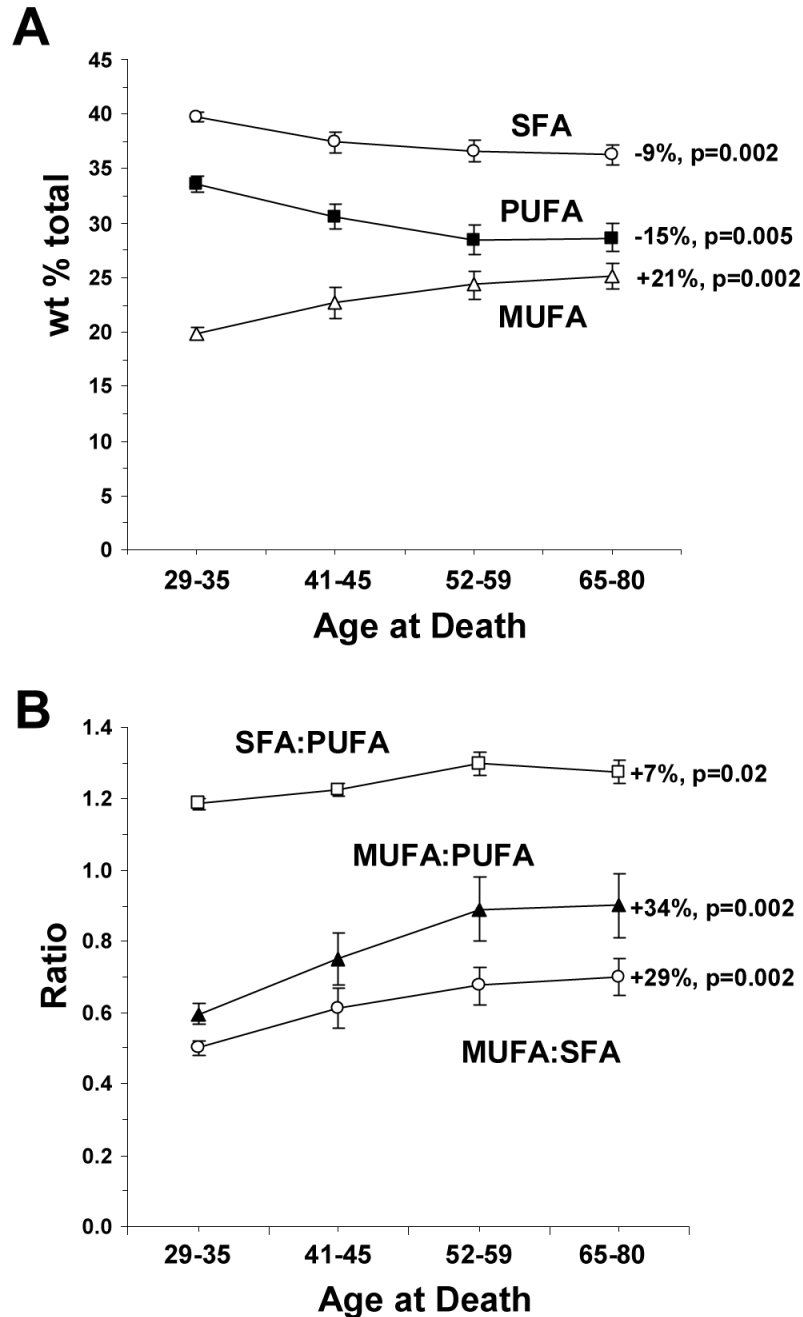 A
45
40
35
30
25
20
15
10
5
0
wt % total
SFA
PUFA
MUFA
-9%, p=0.002
-15%, p=0.005
+21%, p=0.002
29-35 41-45 52-59 65-80
Age at Death
B
1.4
1.2
1.0
0.8
0.6
0.4
0.2
0.0
Ratio
SFA:PUFA
MUFA:PUFA
MUFA:SFA
+7%, p=0.02
+34%, p=0.002
+29%, p=0.002
29-35 41-45 52-59 65-80
Age at Death